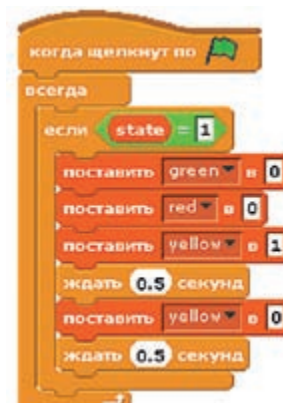 когда щелкнут по
всегда
если state = 1
поставить green в 0
поставить red в 0
поставить yellow в 1
ждать 0.5 секунд
поставить yellow в 0
ждать 0.5 секунд